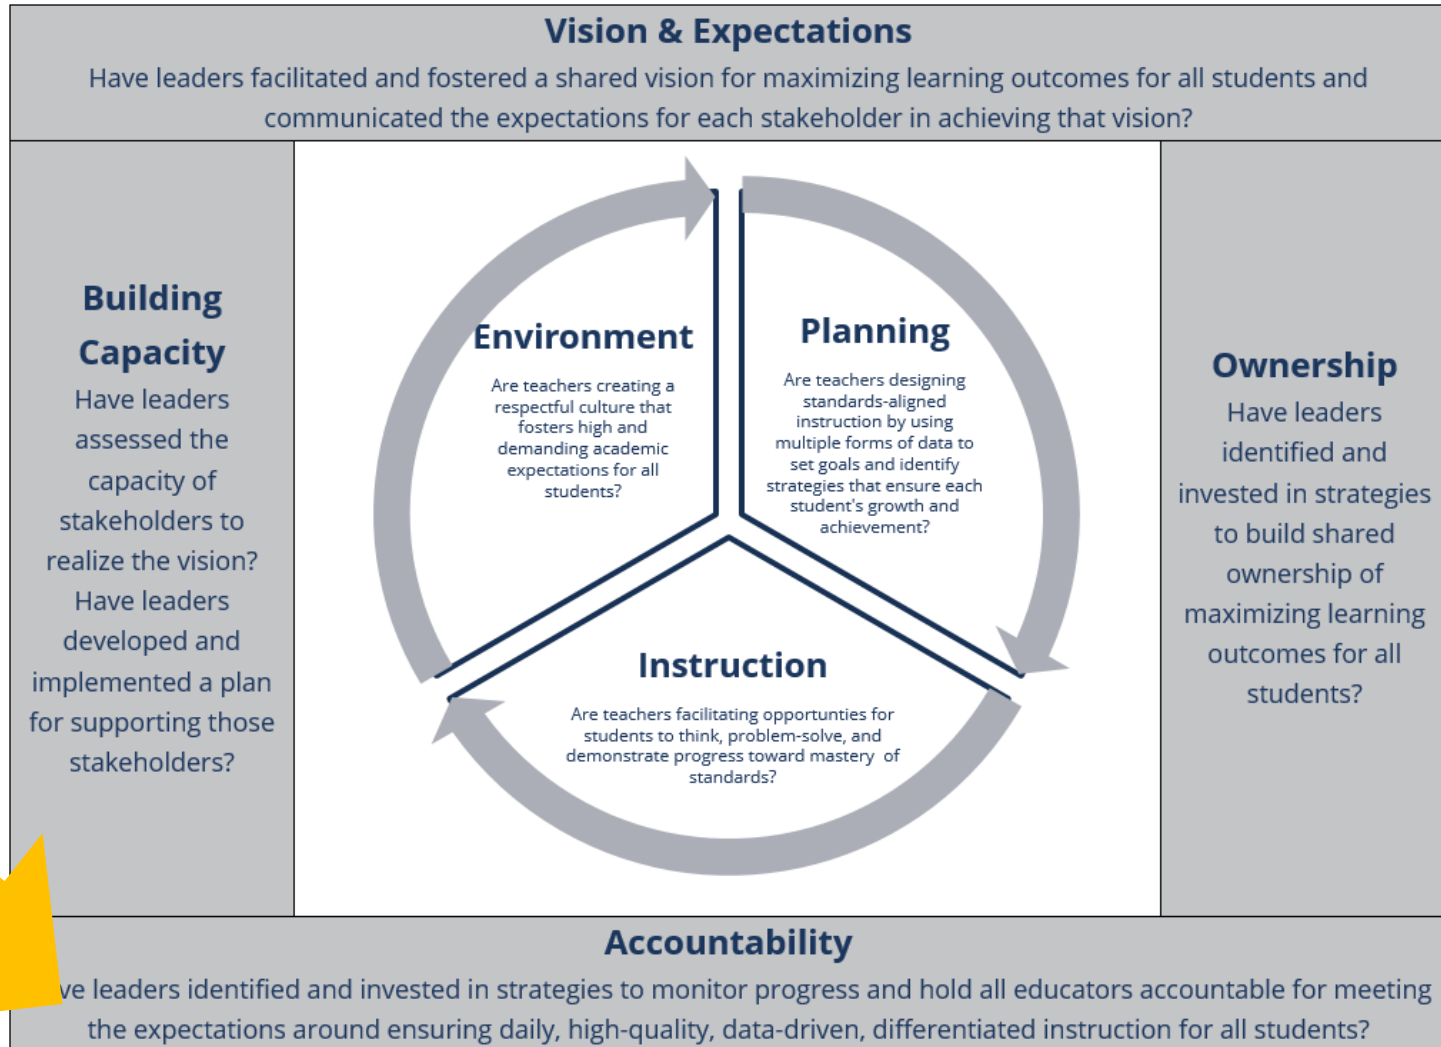 Vision & Expectations
Have leaders facilitated and fostered a shared vision for maximizing learning outcomes for all students and
communicated the expectations for each stakeholder in achieving that vision?
Building
Capacity
Have leaders
assessed the
capacity of
stakeholders to
realize the vision?
Have leaders
developed and
implemented a plan
for supporting those
stakeholders?
Environment
Are teachers creating a
respectful culture that
fosters high and
demanding academic
expectations for all
students?
Planning
Are teachers designing
standards-aligned
instruction by using
multiple forms of data to
set goals and identify
strategies that ensure each
student's growth and
achievement?
Instruction
Are teachers facilitating opportunties for
students to think, problem-solve, and
demonstrate progress toward mastery of
standards?
Ownership
Have leaders
identified and
invested in strategies
to build shared
ownership of
maximizing learning
outcomes for all
students?
Accountability
ve leaders identified and invested in strategies to monitor progress and hold all educators accountable for meeting
the expectations around ensuring daily, high-quality, data-driven, differentiated instruction for all students?